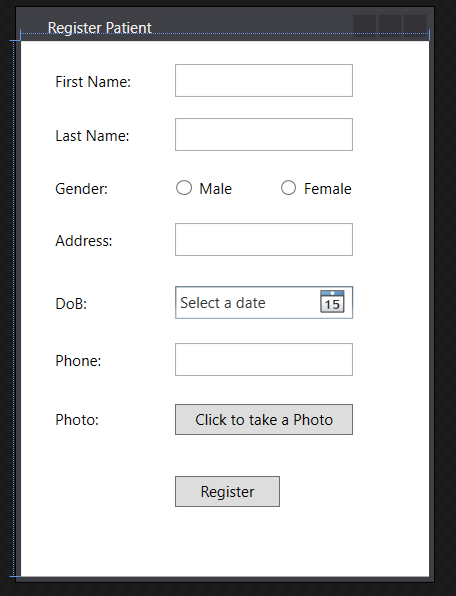 Register Patient
First Name:
Last Name:
Gender: Male Female
Address:
DoB: Select a date 15
Phone:
Photo: Click to take a Photo
Register